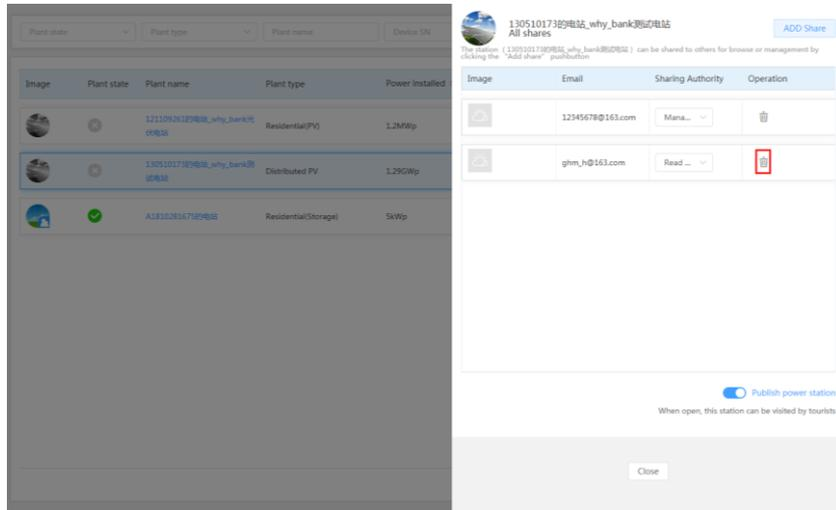 Plant state
Plant type
Plant name
Device SN
Image
Plant state
Plant name
Plant type
Power Installed
121109261的电站_why_bank光
伏电站
Residential(PV)
1.2MWp
130510173的电站_why_bank测
试电站
Distributed PV
1.29GWp
A1810281675的电站
Residential(Storage)
5kWp
130510173的电站_why_bank测试电站
All shares
ADD Share
The station （130510173的电站_why_bank测试电站）can be shared to others for browse or management by
clicking the "Add share" pushbutton
Image
Email
Sharing Authority
Operation
12345678@163.com
Mana...
ghm_h@163.com
Read ...
Publish power station
When open, this station can be visited by tourists
Close